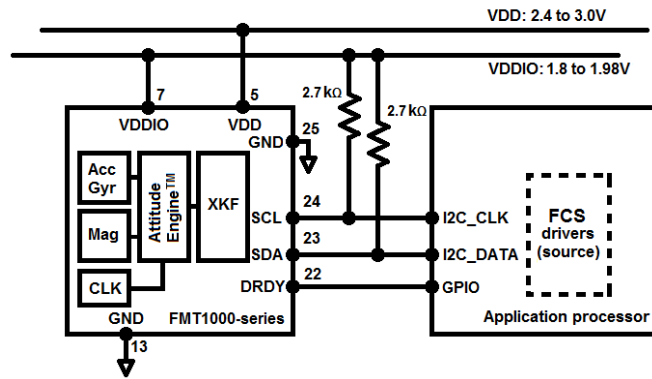 VDD: 2.4 to 3.0V
VDDIO: 1.8 to 1.98V
7
5
2.7 kΩ
2.7 kΩ
VDDIO
VDD
25
GND
Acc
Gyr
Mag
CLK
Attitude
Engine™
XKF
24
SCL
I2C_CLK
23
SDA
I2C_DATA
22
DRDY
GPIO
FCS
drivers
(source)
GND
FMT1000-series
Application processor
13